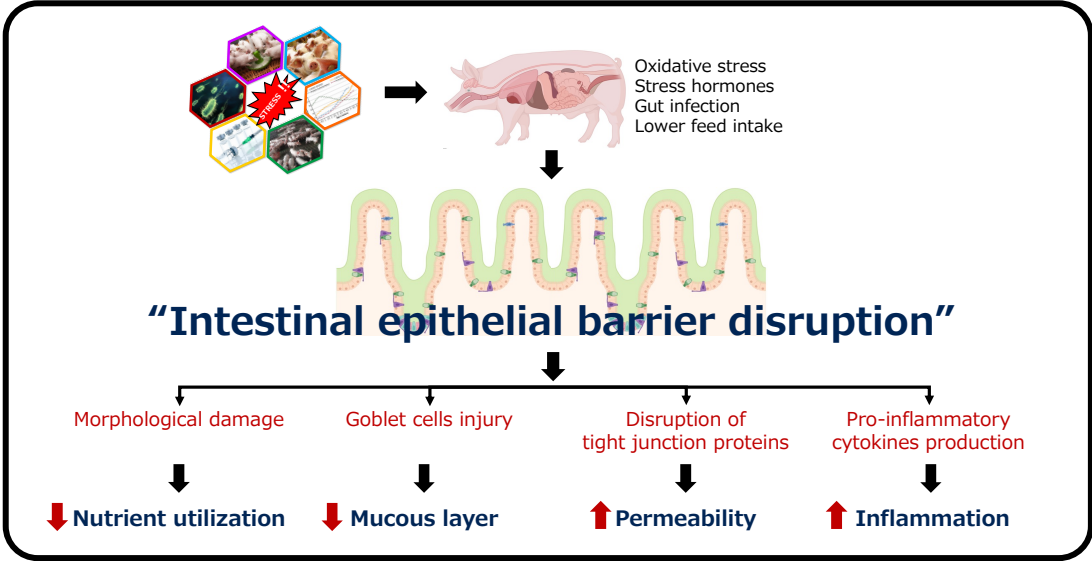 STRESS !!
Oxidative stress
Stress hormones
Gut infection
Lower feed intake
“Intestinal epithelial barrier disruption”
Morphological damage
Goblet cells injury
Disruption of
tight junction proteins
Pro-inflammatory
cytokines production
Nutrient utilization
Mucous layer
Permeability
Inflammation